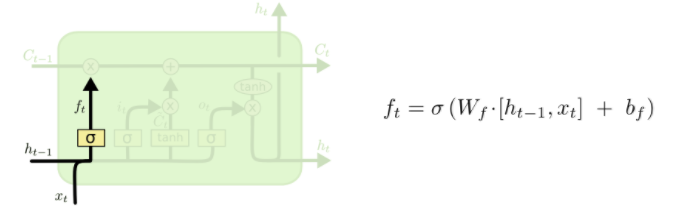 h_t
C_{t-1}
C_t
× +
tanh
f_t i_t o_t ×
C̃_t ×
σ σ tanh σ
h_{t-1} h_t
x_t
f_t = σ (W_f·[h_{t-1}, x_t] + b_f)